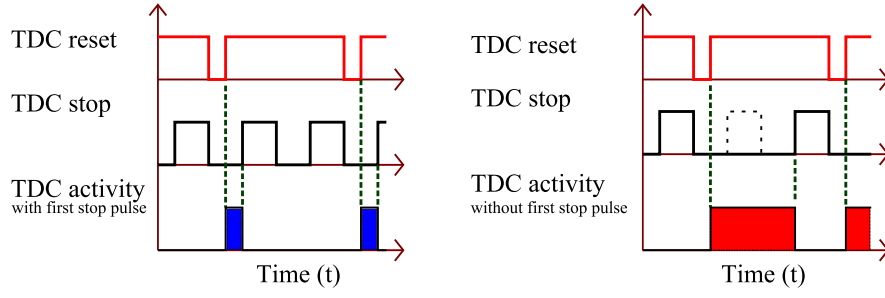 TDC reset
TDC stop
TDC activity
with first stop pulse
Time (t)
TDC reset
TDC stop
TDC activity
without first stop pulse
Time (t)